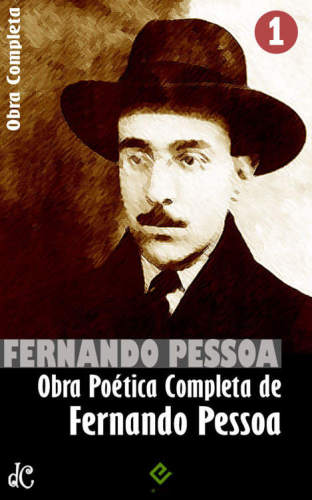 1
Obra Completa
FERNANDO PESSOA
Obra Poética Completa de
Fernando Pessoa
dC
e